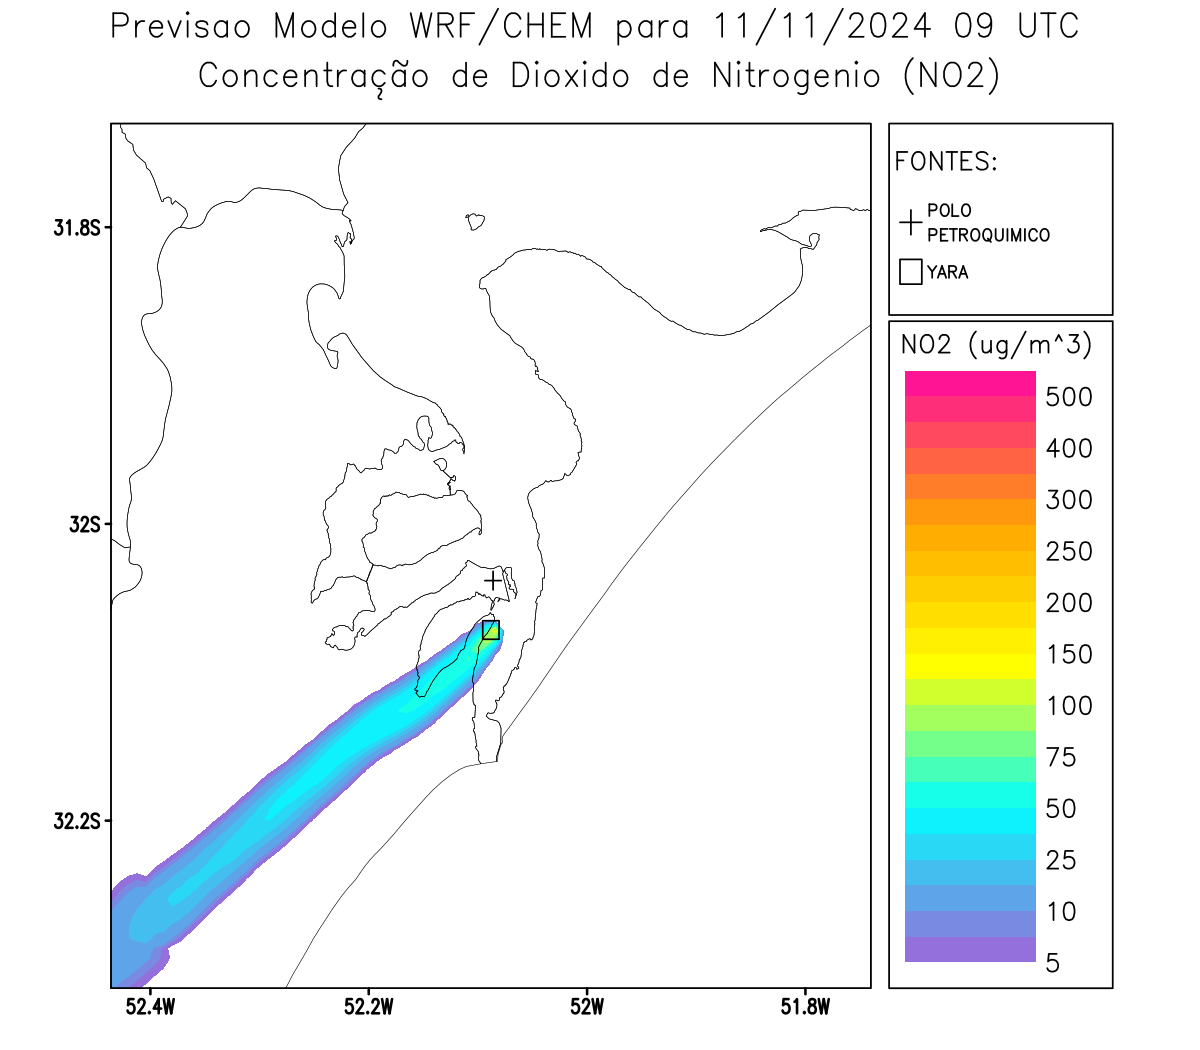 Previsao Modelo WRF/CHEM para 11/11/2024 09 UTC
Concentração de Dioxido de Nitrogenio (NO2)
FONTES:
POLO
PETROQUIMICO
YARA
NO2 (ug/m^3)
500
400
300
250
200
150
100
75
50
25
10
5
31.8S
32S
32.2S
52.4W
52.2W
52W
51.8W